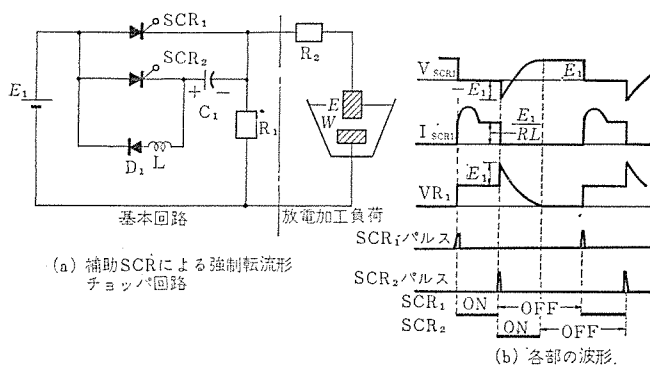 SCR₁
SCR₂
E₁
+
−
C₁
R₁
D₁
L
R₂
E
W
基本回路
放電加工負荷
(a) 補助SCRによる強制転流形
チョッパ回路
V SCR1
−E₁
E₁
I SCR1
E₁
RL
VR₁
E₁
SCR₁パルス
SCR₂パルス
SCR₁
ON
OFF
SCR₂
ON
OFF
(b) 各部の波形.